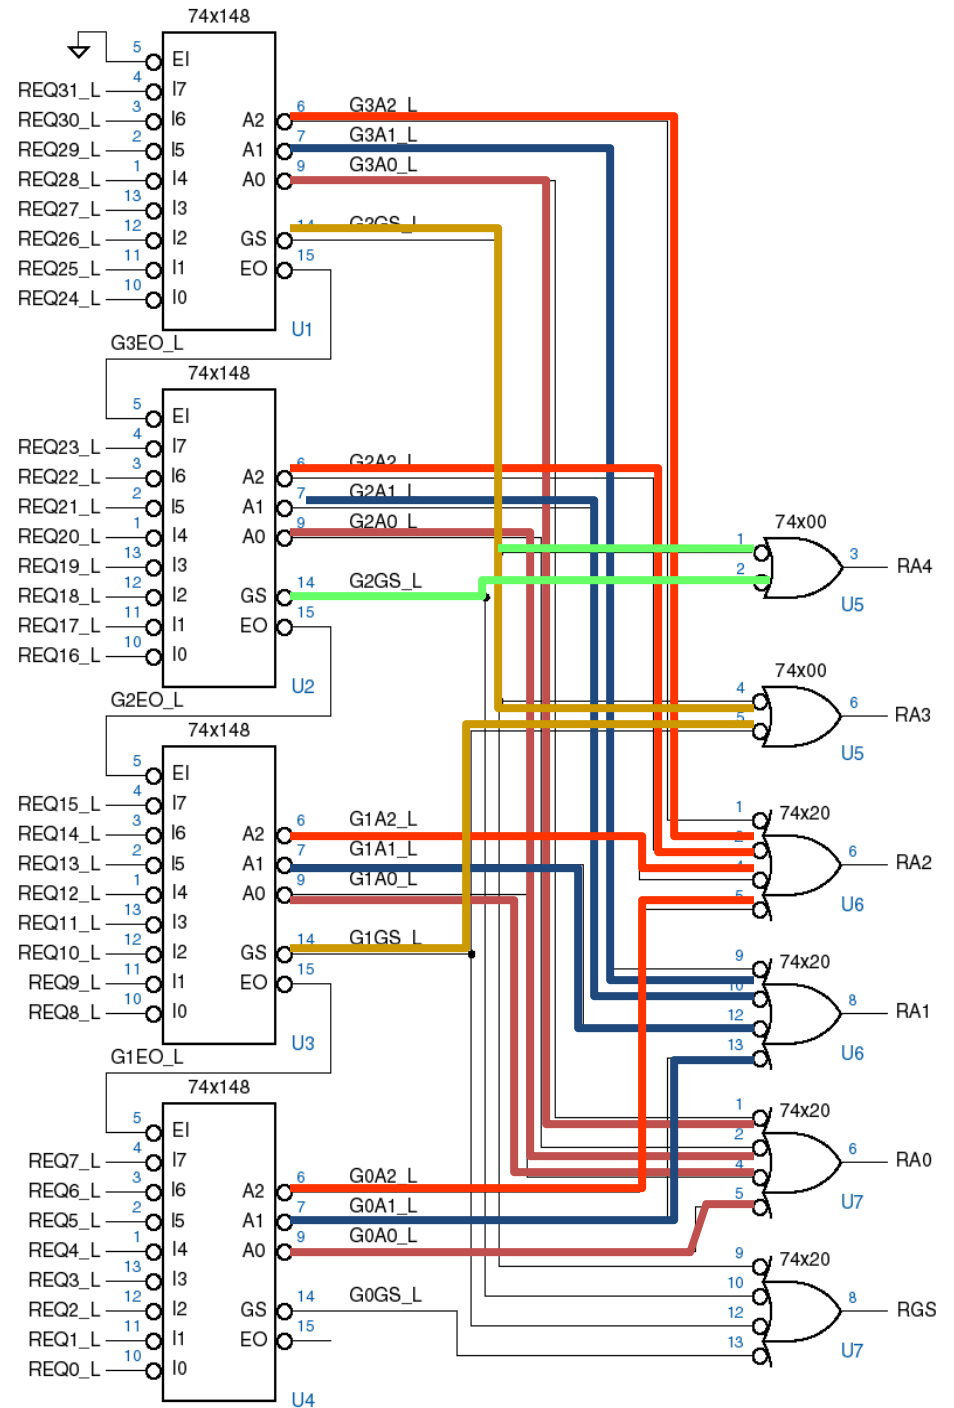 74x148
5 EI
REQ31_L 4 I7
REQ30_L 3 I6 A2 6 G3A2_L
REQ29_L 2 I5 A1 7 G3A1_L
REQ28_L 1 I4 A0 9 G3A0_L
REQ27_L 13 I3
REQ26_L 12 I2 GS 14
REQ25_L 11 I1 EO 15
REQ24_L 10 I0
U1
G3EO_L
74x148
5 EI
REQ23_L 4 I7
REQ22_L 3 I6 A2 6 G2A2_L
REQ21_L 2 I5 A1 7 G2A1_L
REQ20_L 1 I4 A0 9 G2A0_L
REQ19_L 13 I3
REQ18_L 12 I2 GS 14 G2GS_L
REQ17_L 11 I1 EO 15
REQ16_L 10 I0
U2
G2EO_L
74x148
5 EI
REQ15_L 4 I7
REQ14_L 3 I6 A2 6 G1A2_L
REQ13_L 2 I5 A1 7 G1A1_L
REQ12_L 1 I4 A0 9 G1A0_L
REQ11_L 13 I3
REQ10_L 12 I2 GS 14 G1GS_L
REQ9_L 11 I1 EO 15
REQ8_L 10 I0
U3
G1EO_L
74x148
5 EI
REQ7_L 4 I7
REQ6_L 3 I6 A2 6 G0A2_L
REQ5_L 2 I5 A1 7 G0A1_L
REQ4_L 1 I4 A0 9 G0A0_L
REQ3_L 13 I3
REQ2_L 12 I2 GS 14 G0GS_L
REQ1_L 11 I1 EO 15
REQ0_L 10 I0
U4
74x00
1
3 RA4
2
U5
74x00
4
6 RA3
5
U5
74x20
1
6 RA2
U6
74x20
9
10
8 RA1
12
13
U6
74x20
1
2
6 RA0
4
5
U7
74x20
9
10
8 RGS
12
13
U7